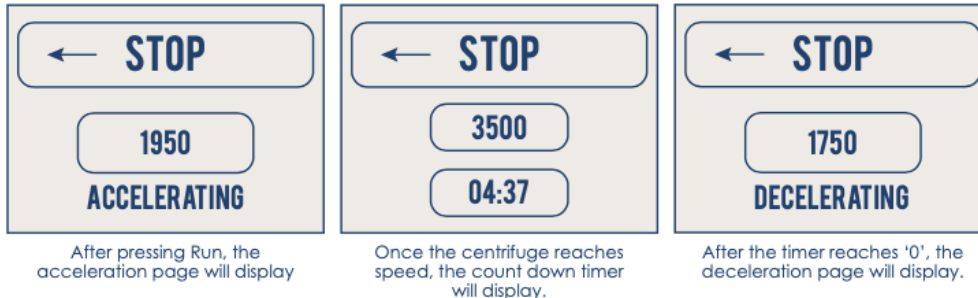 STOP
1950
ACCELERATING
After pressing Run, the
acceleration page will display
STOP
3500
04:37
Once the centrifuge reaches
speed, the count down timer
will display.
STOP
1750
DECELERATING
After the timer reaches ‘0’, the
deceleration page will display.